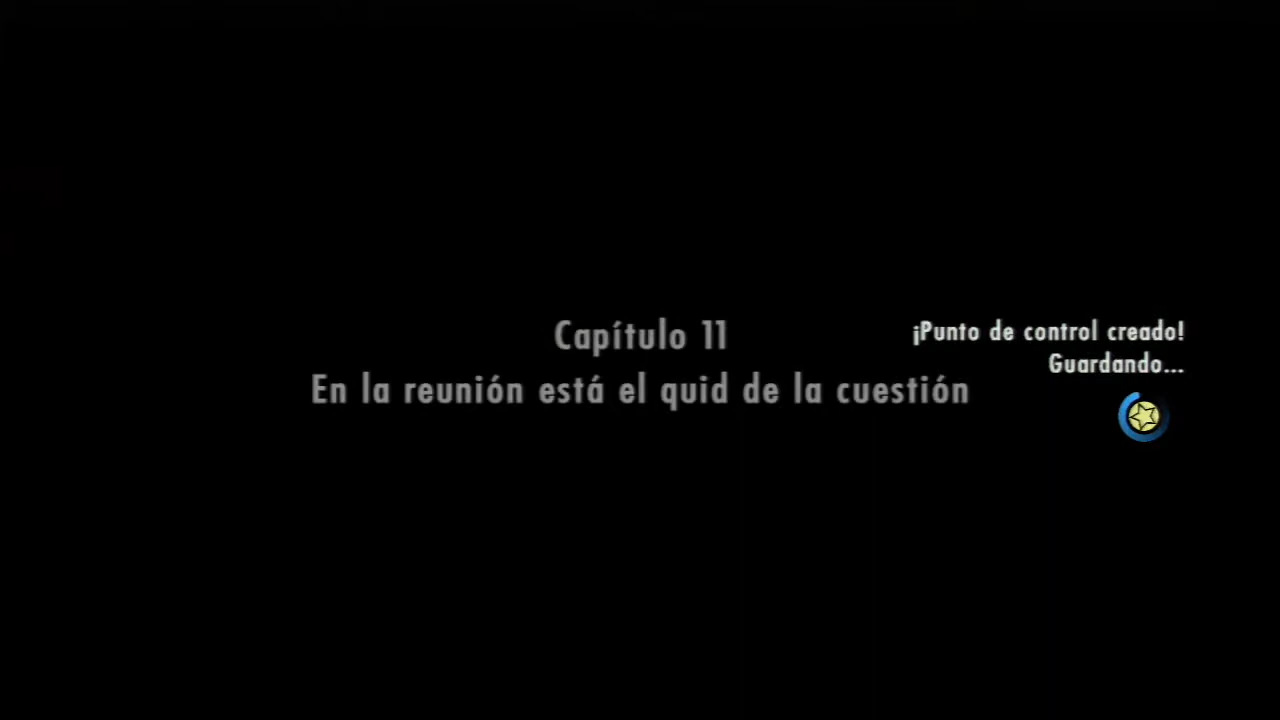 Capítulo 11
En la reunión está el quid de la cuestión
¡Punto de control creado!
Guardando...